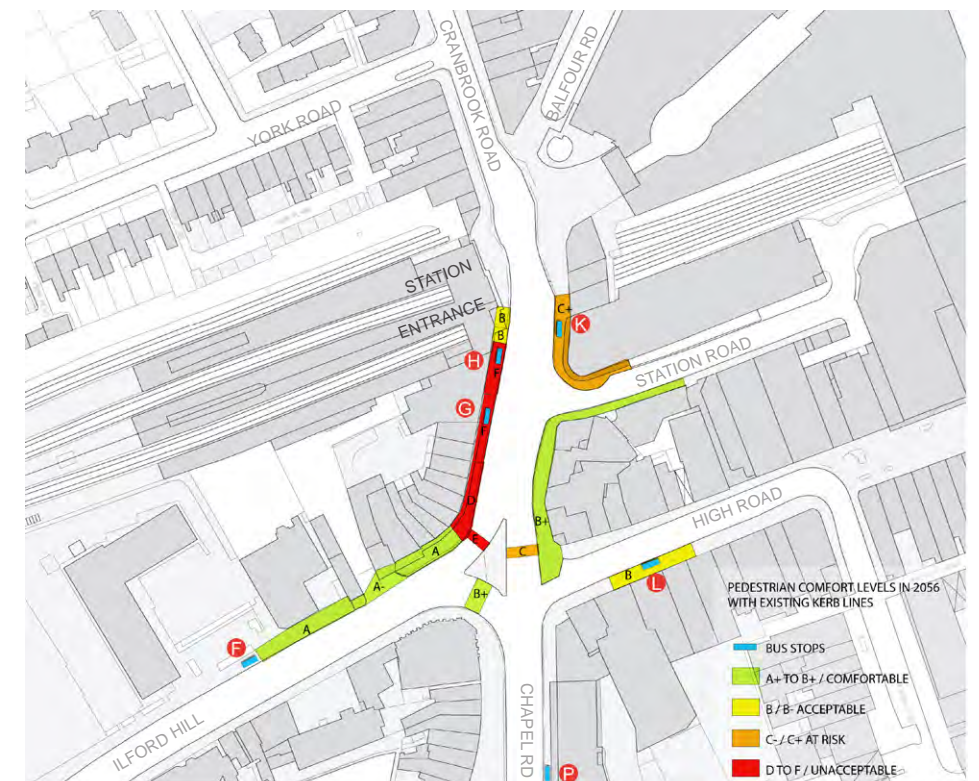 CRANBROOK ROAD
BALFOUR RD
YORK ROAD
STATION
ENTRANCE
B
B
C+
K
H
F
G
F
STATION ROAD
D
B+
HIGH ROAD
A
C
A-
B+
B
L
A
F
ILFORD HILL
CHAPEL RD
P
PEDESTRIAN COMFORT LEVELS IN 2056
WITH EXISTING KERB LINES
BUS STOPS
A+ TO B+ / COMFORTABLE
B / B- ACCEPTABLE
C- / C+ AT RISK
D TO F / UNACCEPTABLE